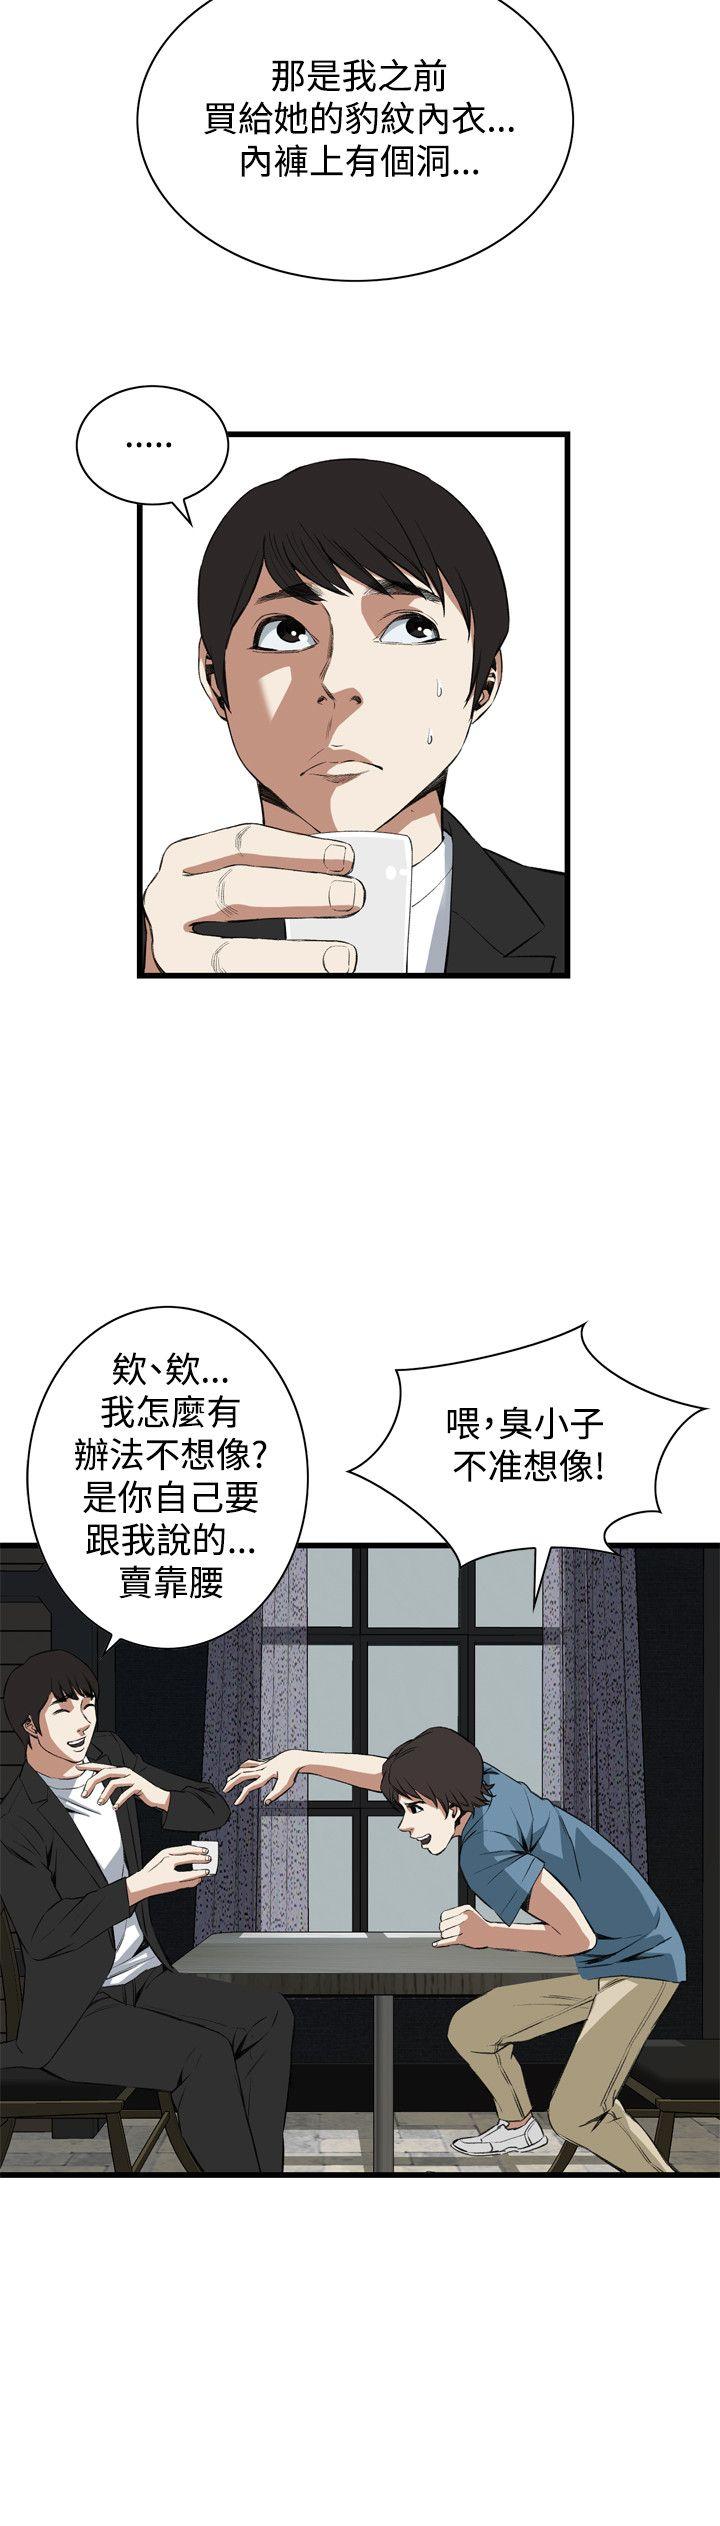 那是我之前
買給她的豹紋內衣...
內褲上有個洞...
.....
欸、欸...
我怎麼有
辦法不想像?
是你自己要
跟我說的...
賣靠腰
喂,臭小子
不准想像!